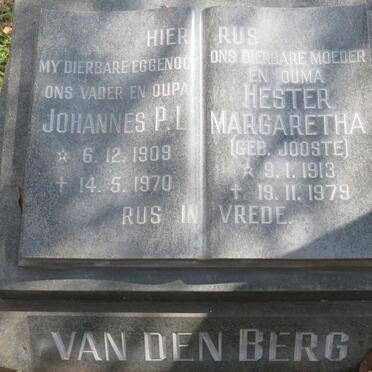 HIER RUS
MY DIERBARE EGGENOOT
ONS VADER EN OUPA
JOHANNES P.L.
☆ 6.12.1909
† 14.5.1970
ONS DIERBARE MOEDER
EN OUMA
HESTER
MARGARETHA
(GEB. JOOSTE)
☆ 9.1.1913
† 19.11.1979
RUS IN VREDE.
VAN DEN BERG